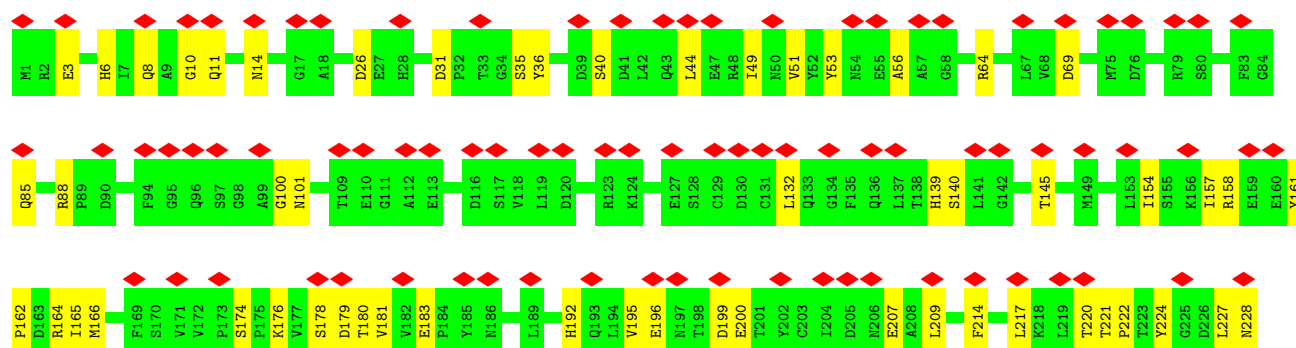 M1 R2 E3 H6 I7 Q8 A9 G10 Q11 N14 G17 A18 D26 E27 H28 D31 P32 T33 G34 S35 Y36 D39 S40 D41 L42 Q43 L44 E47 R48 I49 N50 V51 Y52 Y53 N54 E55 A56 A57 G58 R64 L67 V68 D69 M75 D76 R79 S80 F83 G84
Q85 R88 P89 D90 F94 G95 Q96 S97 G98 A99 G100 N101 T109 E110 G111 A112 E113 D116 S117 V118 L119 D120 R123 K124 E127 S128 C129 D130 C131 L132 Q133 G134 F135 Q136 L137 T138 H139 S140 L141 G142 T145 M149 L153 I154 S155 K156 I157 R158 E159 E160 Y161
P162 D163 R164 I165 M166 F169 S170 V171 V172 P173 S174 P175 K176 V177 S178 D179 T180 V181 V182 E183 P184 Y185 N186 L189 H192 Q193 L194 V195 E196 N197 T198 D199 E200 T201 Y202 C203 I204 D205 N206 E207 A208 L209 F214 L217 K218 L219 T220 T221 P222 T223 Y224 G225 D226 L227 N228